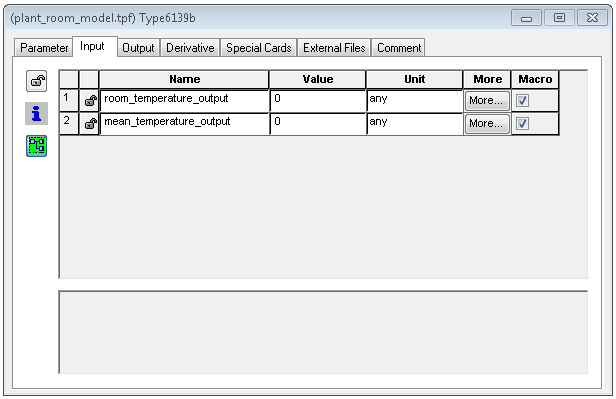 (plant_room_model.tpf) Type6139b
Parameter Input Output Derivative Special Cards External Files Comment
Name Value Unit More Macro
1 room_temperature_output 0 any More...
2 mean_temperature_output 0 any More...